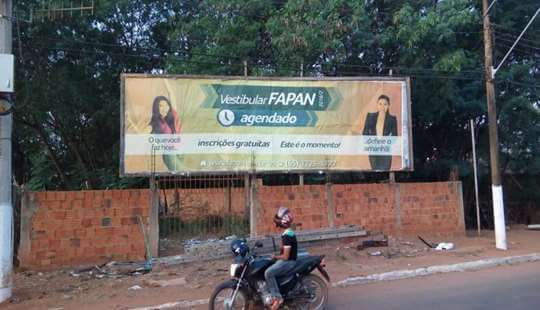 Vestibular FAPAN
agendado
O que você
faz hoje...
inscrições gratuitas Este é o momento!
...define o
amanhã!